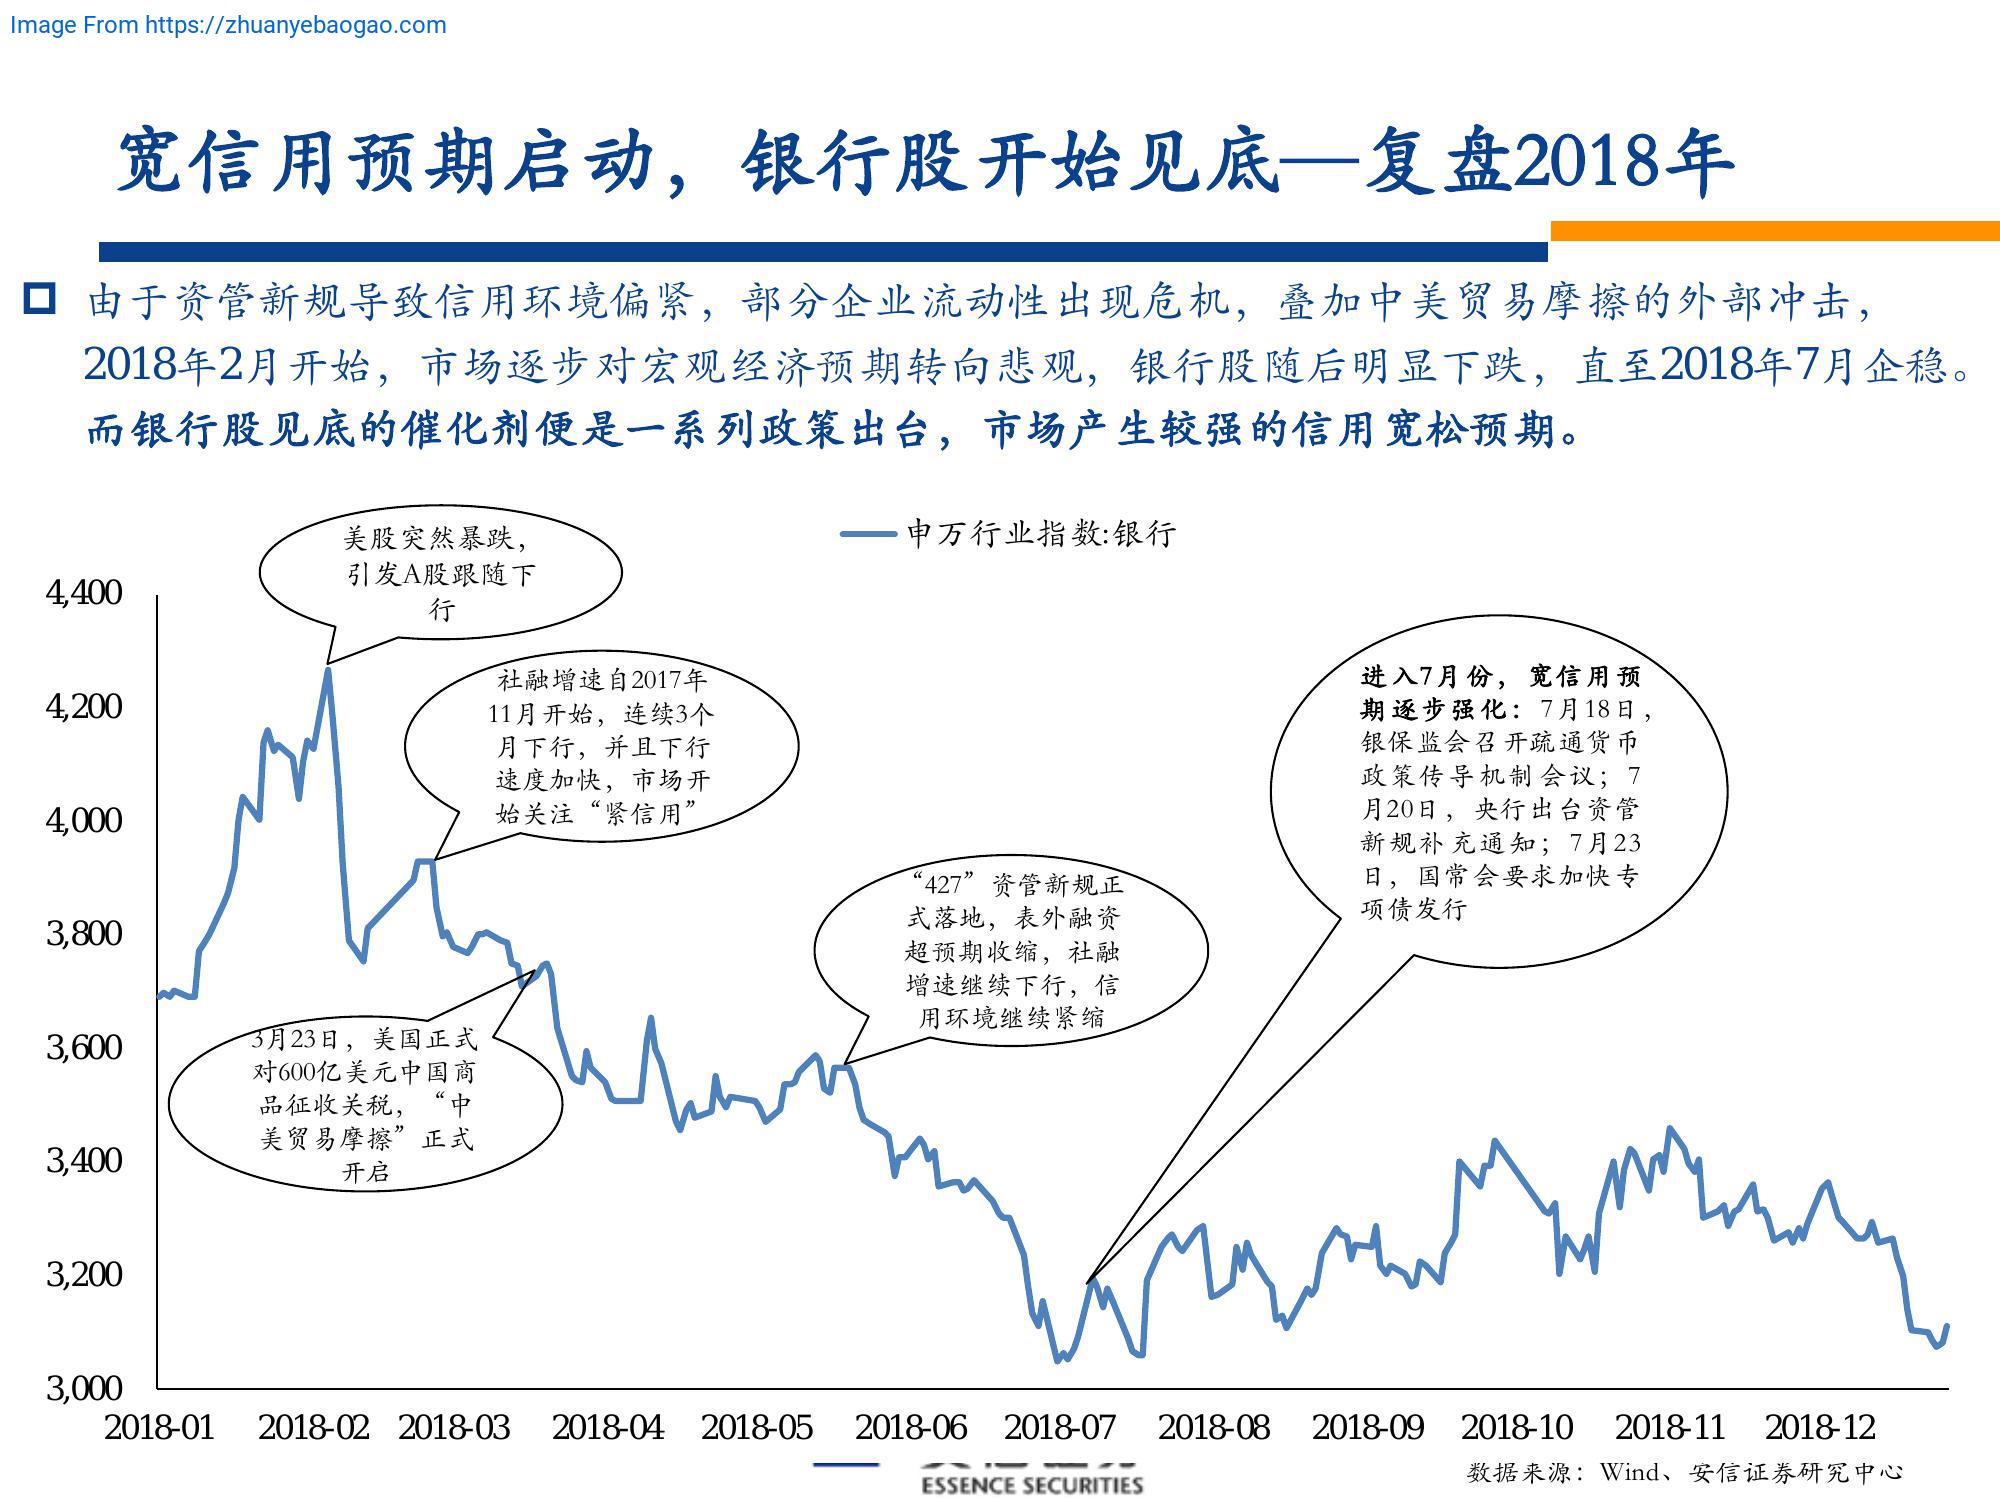 Image From https://zhuanyebaogao.com
宽信用预期启动，银行股开始见底—复盘2018年
由于资管新规导致信用环境偏紧，部分企业流动性出现危机，叠加中美贸易摩擦的外部冲击，
2018年2月开始，市场逐步对宏观经济预期转向悲观，银行股随后明显下跌，直至2018年7月企稳。
而银行股见底的催化剂便是一系列政策出台，市场产生较强的信用宽松预期。
申万行业指数:银行
美股突然暴跌，
引发A股跟随下
行
社融增速自2017年
11月开始，连续3个
月下行，并且下行
速度加快，市场开
始关注“紧信用”
3月23日，美国正式
对600亿美元中国商
品征收关税，“中
美贸易摩擦”正式
开启
“427”资管新规正
式落地，表外融资
超预期收缩，社融
增速继续下行，信
用环境继续紧缩
进入7月份，宽信用预
期逐步强化：7月18日，
银保监会召开疏通货币
政策传导机制会议；7
月20日，央行出台资管
新规补充通知；7月23
日，国常会要求加快专
项债发行
4,400
4,200
4,000
3,800
3,600
3,400
3,200
3,000
2018-01 2018-02 2018-03 2018-04 2018-05 2018-06 2018-07 2018-08 2018-09 2018-10 2018-11 2018-12
ESSENCE SECURITIES
数据来源：Wind、安信证券研究中心